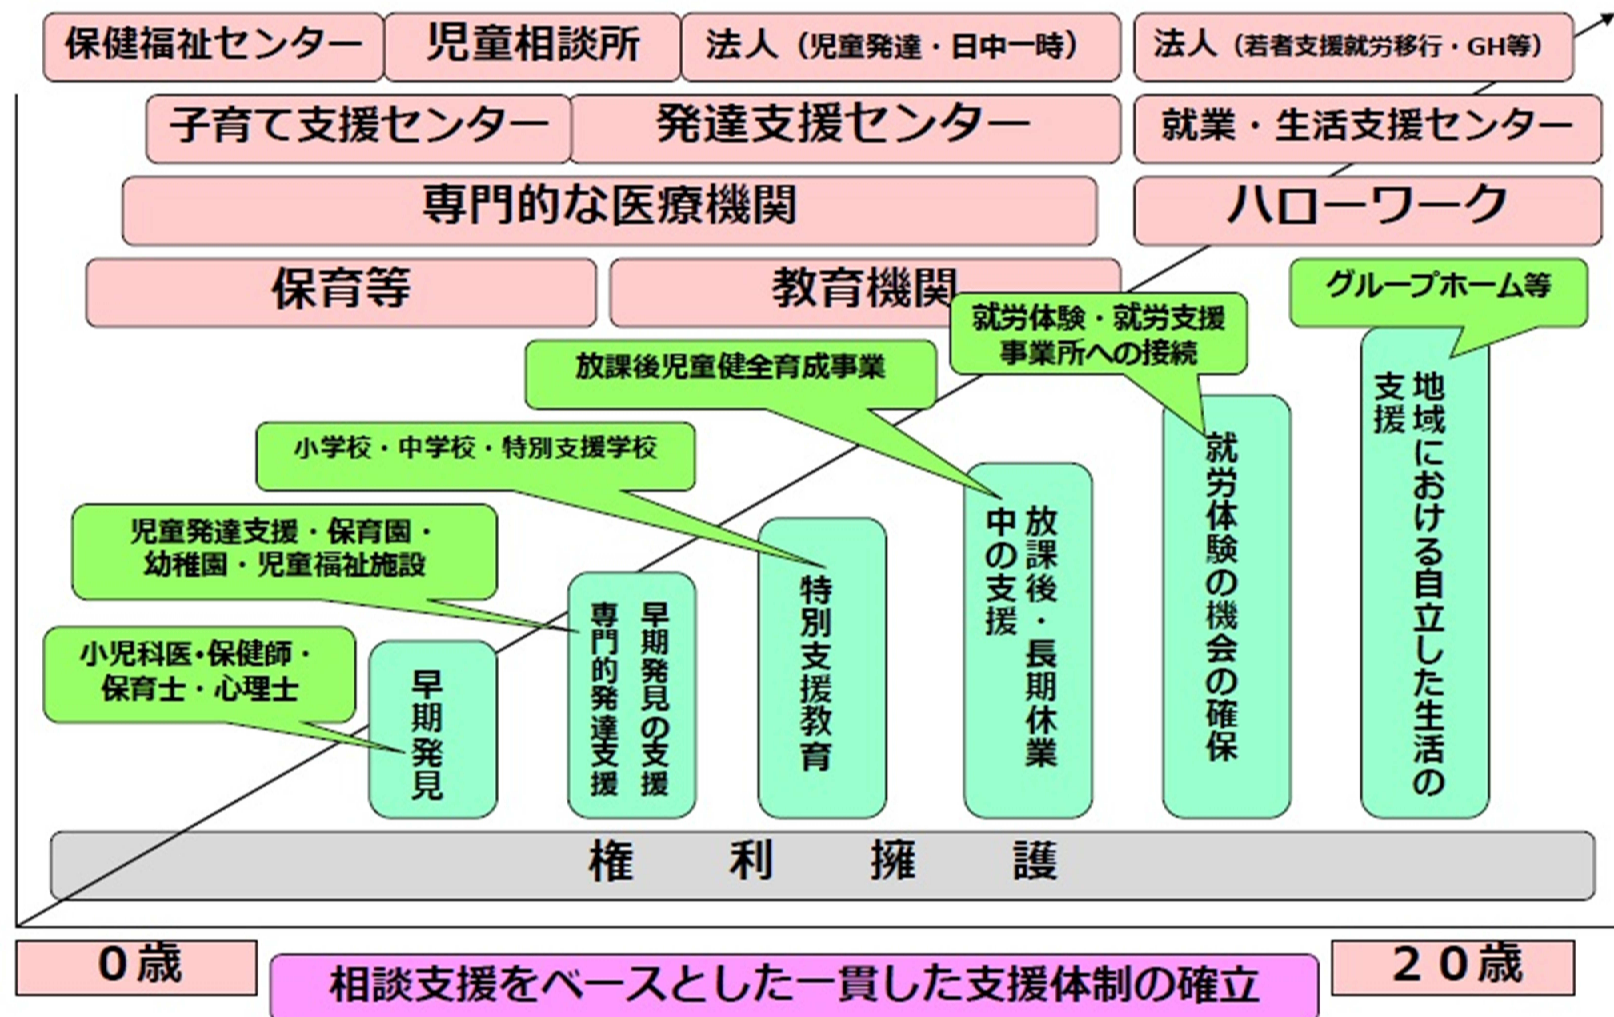 保健福祉センター
児童相談所
法人（児童発達・日中一時）
法人（若者支援就労移行・GH等）
子育て支援センター
発達支援センター
就業・生活支援センター
専門的な医療機関
ハローワーク
保育等
教育機関
グループホーム等
就労体験・就労支援
事業所への接続
放課後児童健全育成事業
小学校・中学校・特別支援学校
児童発達支援・保育園・
幼稚園・児童福祉施設
小児科医・保健師・
保育士・心理士
早期発見
早期発見の支援
専門的発達支援
特別支援教育
放課後・長期休業
中の支援
就労体験の機会の確保
地域における自立した生活の
支援
権利擁護
０歳
相談支援をベースとした一貫した支援体制の確立
２０歳